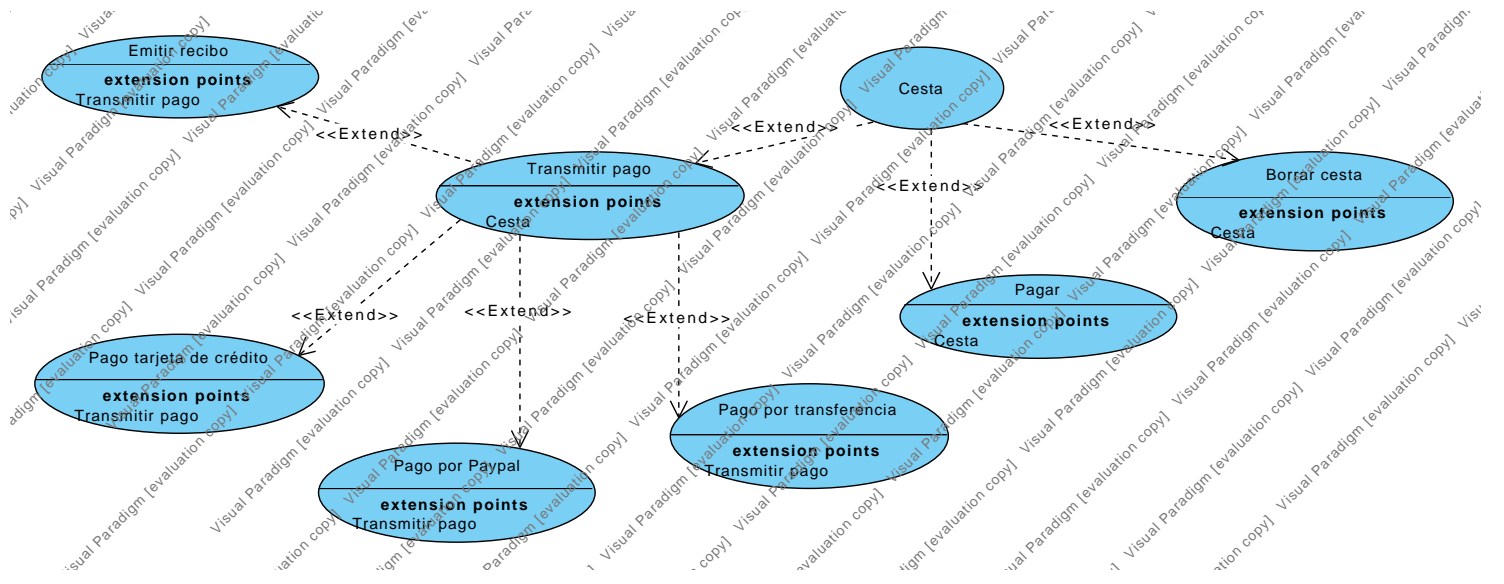 Emitir recibo
extension points
Transmitir pago
Cesta
<<Extend>>
<<Extend>>
<<Extend>>
Transmitir pago
extension points
Cesta
Borrar cesta
extension points
Cesta
<<Extend>>
Pagar
extension points
Cesta
<<Extend>>
<<Extend>>
<<Extend>>
Pago tarjeta de crédito
extension points
Transmitir pago
Pago por transferencia
extension points
Transmitir pago
Pago por Paypal
extension points
Transmitir pago
Visual Paradigm [evaluation copy]